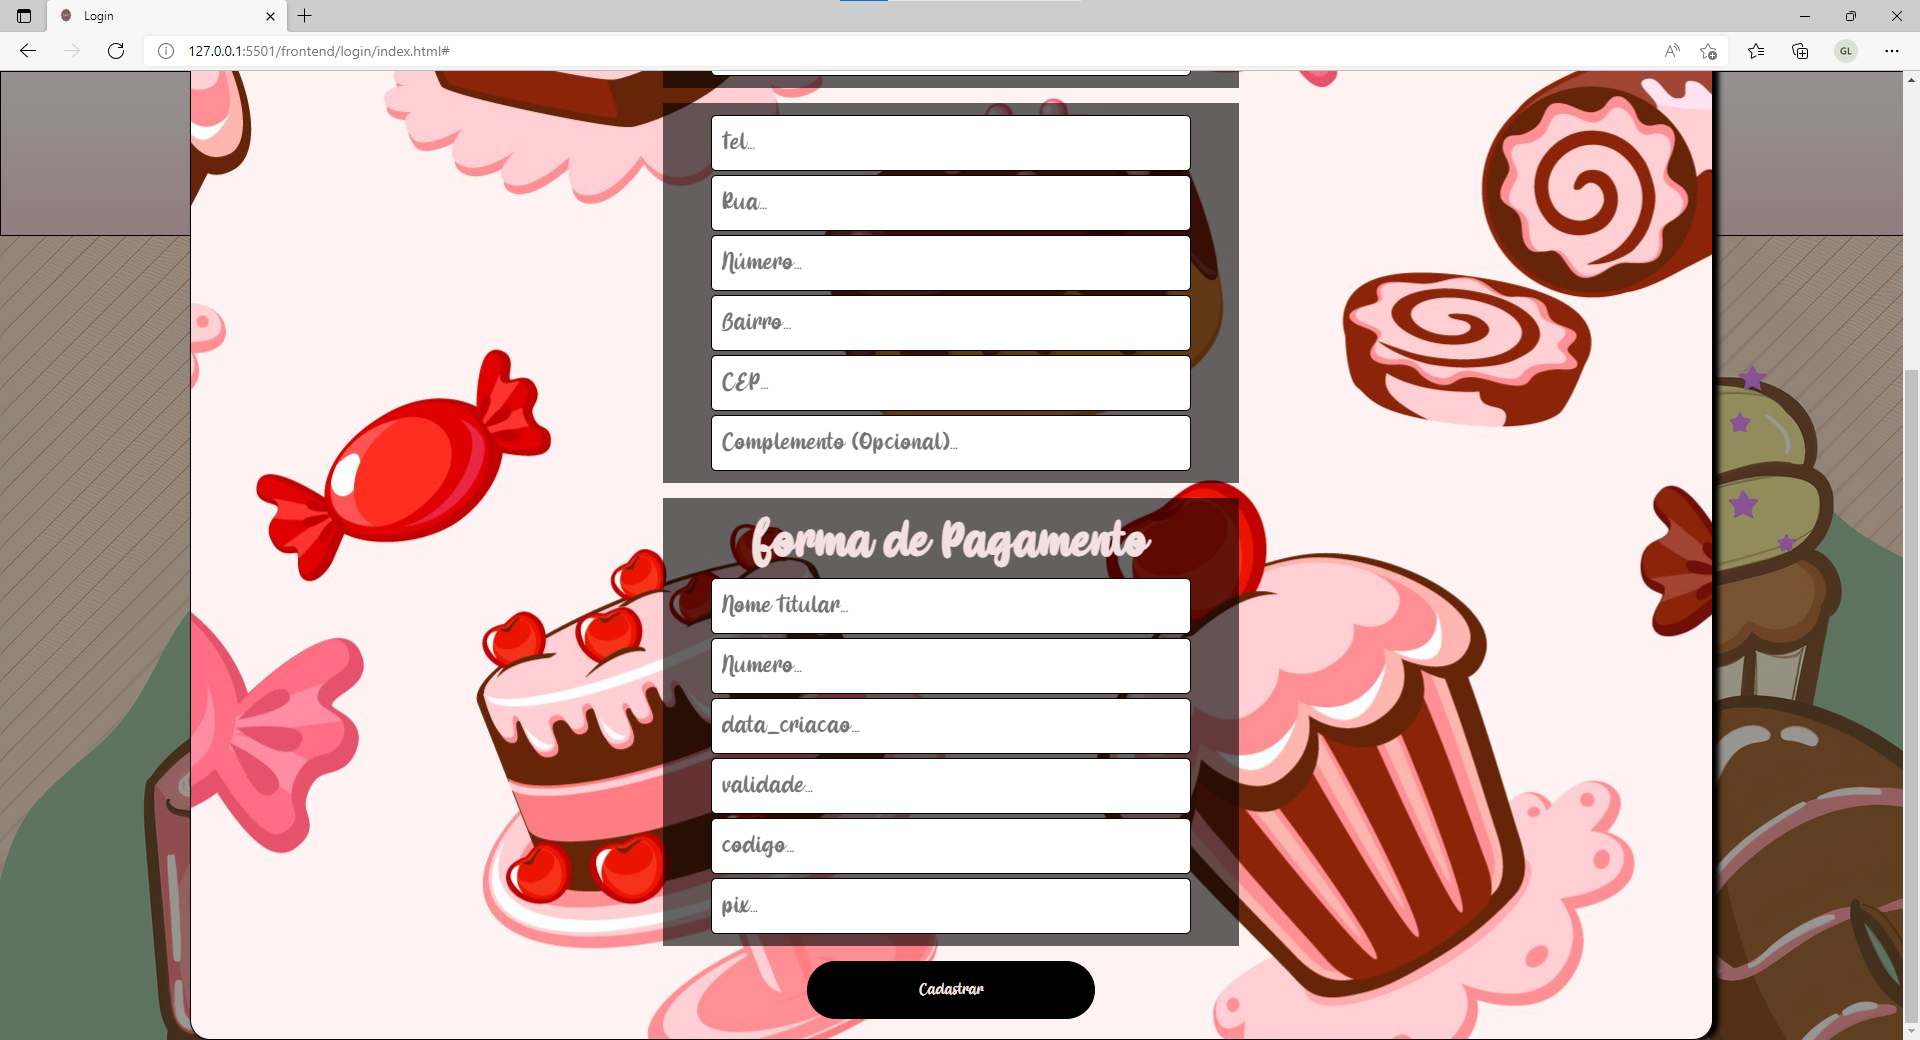 Login
127.0.0.1:5501/frontend/login/index.html#
GL
Tel...
Rua...
Número...
Bairro...
CEP...
Complemento (Opcional)...
forma de Pagamento
Nome Titular...
Numero...
data_criacao...
validade...
codigo...
pix...
Cadastrar